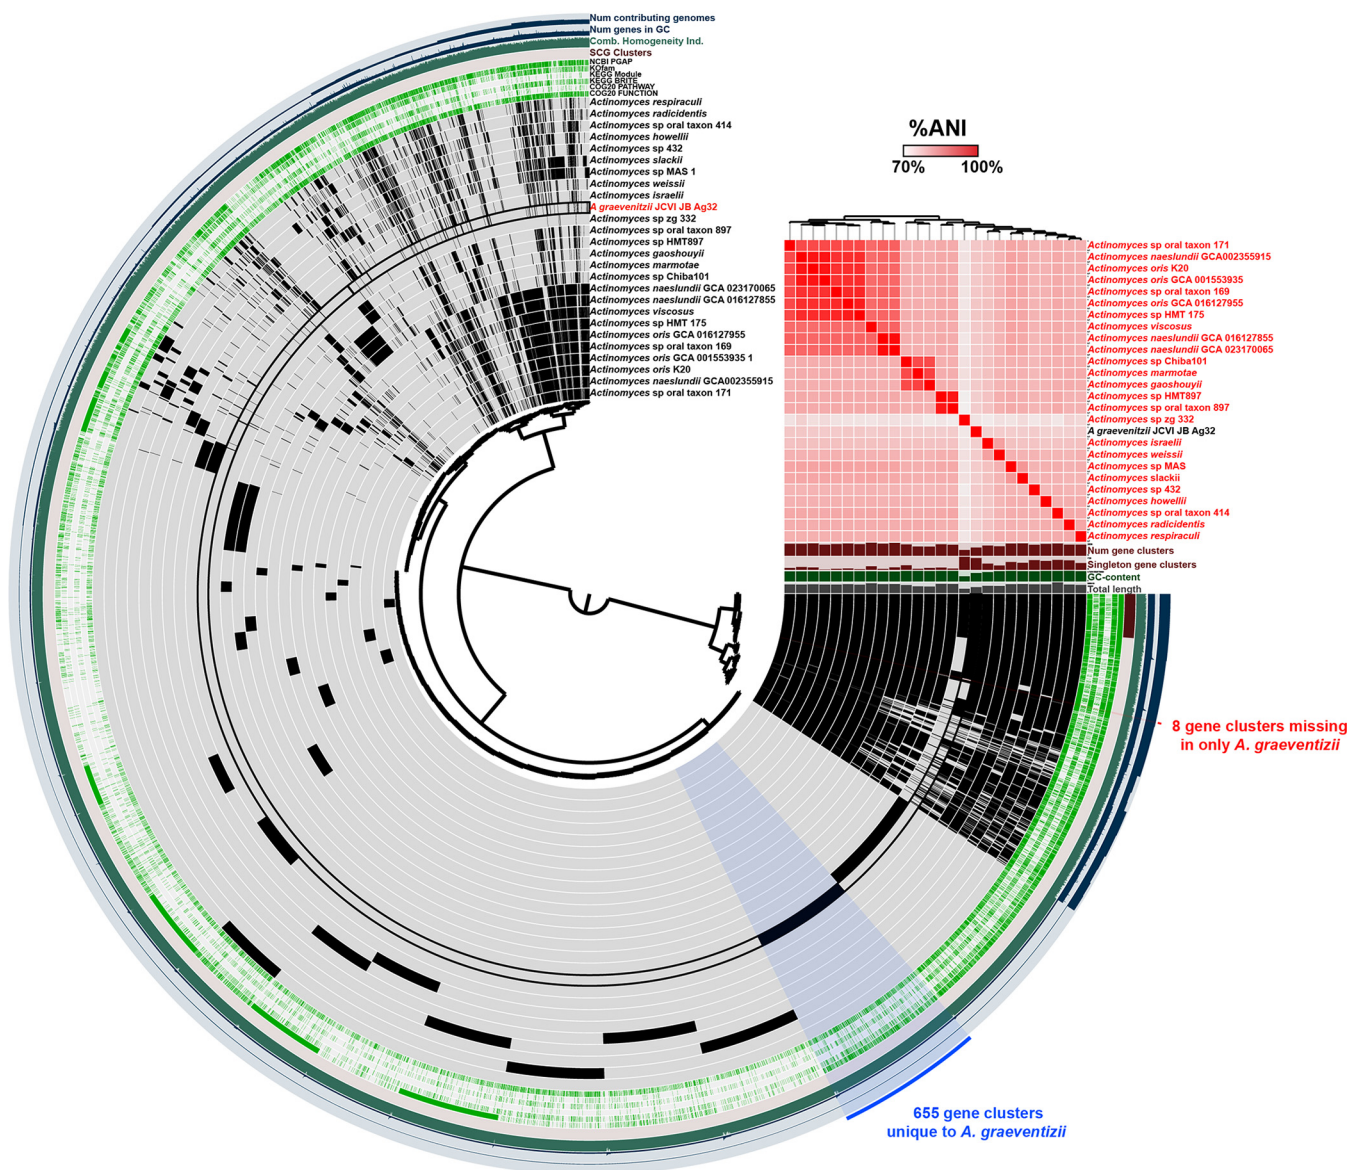 Num contributing genomes
Num genes in GC
Comb. Homogeneity Ind.
SCG Clusters
NCBI PGAP
KOfam
KEGG Module
KEGG BRITE
COG20 PATHWAY
COG20 FUNCTION
Actinomyces respiraculi
Actinomyces radicidentis
Actinomyces sp oral taxon 414
Actinomyces howellii
Actinomyces sp 432
Actinomyces slackii
Actinomyces sp MAS 1
Actinomyces weissii
Actinomyces israelii
A graevenitzii JCVI JB Ag32
Actinomyces sp zg 332
Actinomyces sp oral taxon 897
Actinomyces sp HMT897
Actinomyces gaoshouyii
Actinomyces marmotae
Actinomyces sp Chiba101
Actinomyces naeslundii GCA 023170065
Actinomyces naeslundii GCA 016127855
Actinomyces viscosus
Actinomyces sp HMT 175
Actinomyces oris GCA 016127955
Actinomyces sp oral taxon 169
Actinomyces oris GCA 001553935 1
Actinomyces oris K20
Actinomyces naeslundii GCA002355915
Actinomyces sp oral taxon 171
%ANI
70% 100%
Actinomyces sp oral taxon 171
Actinomyces naeslundii GCA002355915
Actinomyces oris K20
Actinomyces oris GCA 001553935
Actinomyces sp oral taxon 169
Actinomyces oris GCA 016127955
Actinomyces sp HMT 175
Actinomyces viscosus
Actinomyces naeslundii GCA 016127855
Actinomyces naeslundii GCA 023170065
Actinomyces sp Chiba101
Actinomyces marmotae
Actinomyces gaoshouyii
Actinomyces sp HMT897
Actinomyces sp oral taxon 897
Actinomyces sp zg 332
A graevenitzii JCVI JB Ag32
Actinomyces israelii
Actinomyces weissii
Actinomyces sp MAS
Actinomyces slackii
Actinomyces sp 432
Actinomyces howellii
Actinomyces sp oral taxon 414
Actinomyces radicidentis
Actinomyces respiraculi
Num gene clusters
Singleton gene clusters
GC-content
Total length
8 gene clusters missing
in only A. graeventizii
655 gene clusters
unique to A. graeventizii